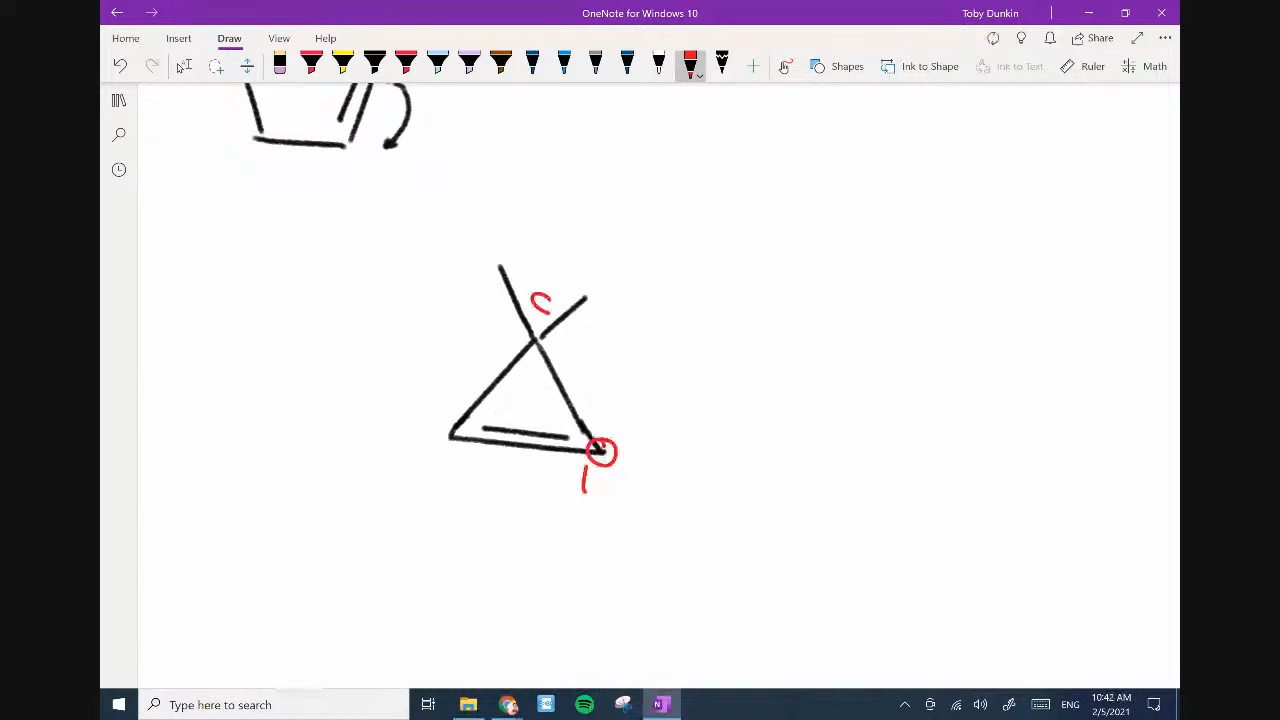 OneNote for Windows 10
Toby Dunkin
Home Insert Draw View Help
Share
Shapes Ink to Shape Ink to Text Ruler Math
C
1
Type here to search
ENG
10:42 AM
2/5/2021